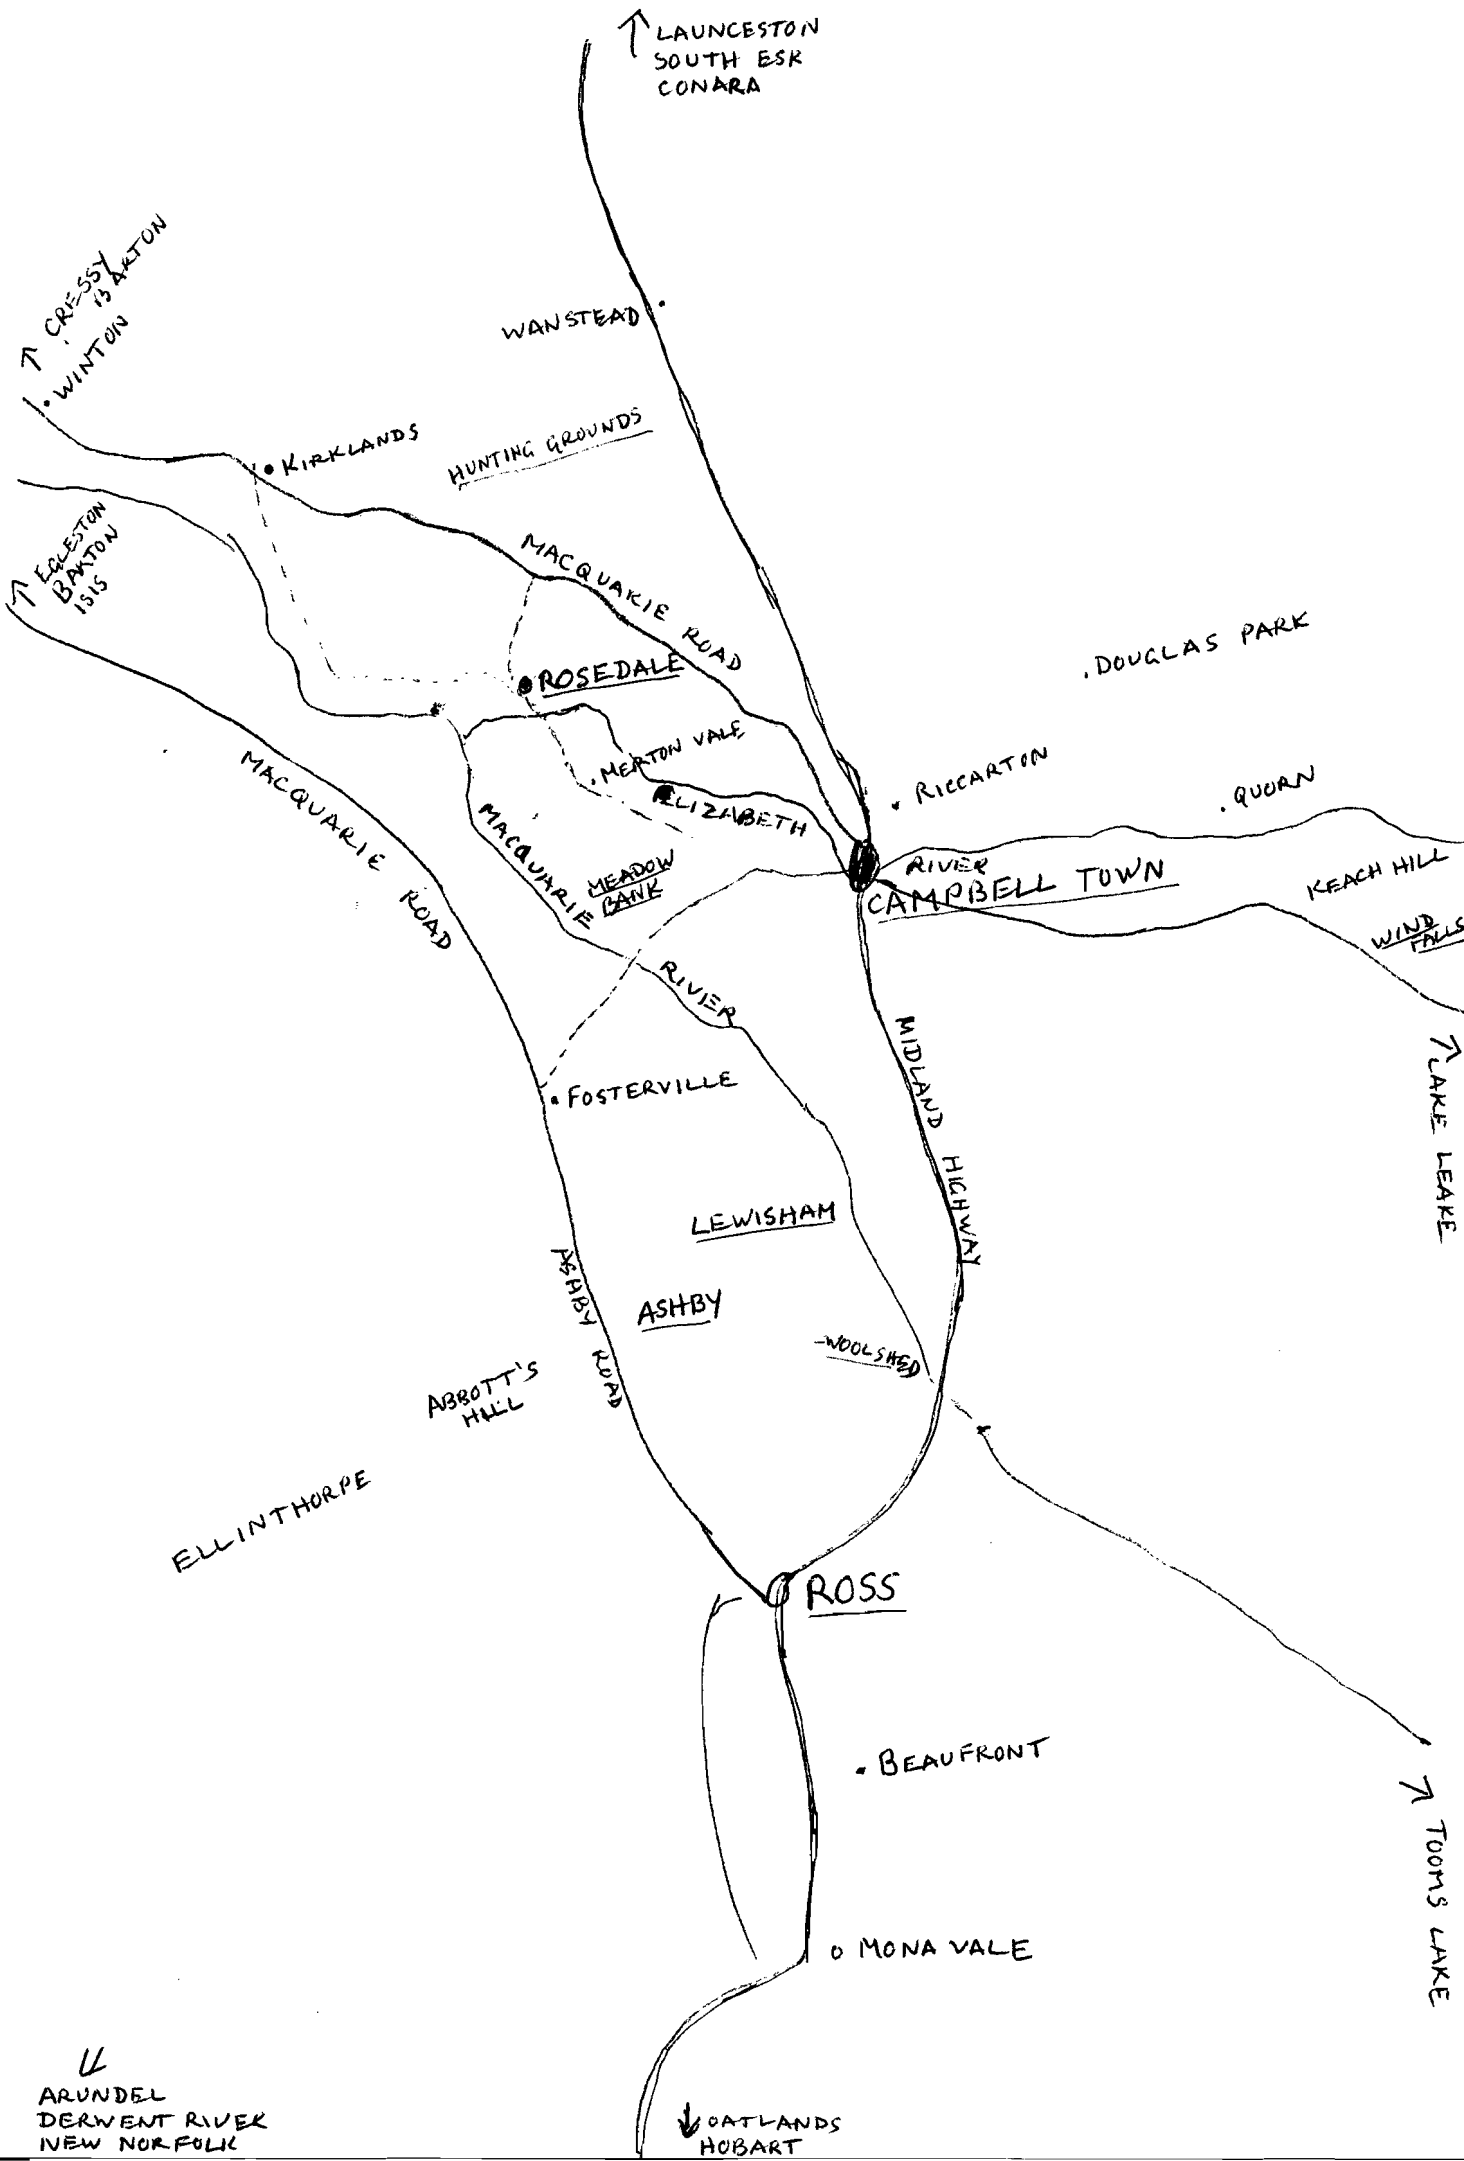 ↑ LAUNCESTON
SOUTH ESK
CONARA
↑ CRESSY
BARTON
• WINTON
WANSTEAD
• KIRKLANDS
HUNTING GROUNDS
↑ EGLESTON
BARTON
ISIS
MACQUARIE ROAD
• ROSEDALE
. DOUGLAS PARK
• MERTON VALE
MACQUARIE ROAD
ELIZABETH
RIVER
• RICCARTON
. QUORN
MACQUARIE
RIVER
MEADOW
BANK
CAMPBELL TOWN
KEACH HILL
WIND
FALLS
MIDLAND HIGHWAY
↑ LAKE LEAKE
• FOSTERVILLE
LEWISHAM
ASHBY ROAD
ASHBY
WOOLSHED
ABBOTT'S
HILL
ELLINTHORPE
ROSS
• BEAUFRONT
↑ TOOMS LAKE
o MONA VALE
↓ OATLANDS
HOBART
↓ ARUNDEL
DERWENT RIVER
NEW NORFOLK